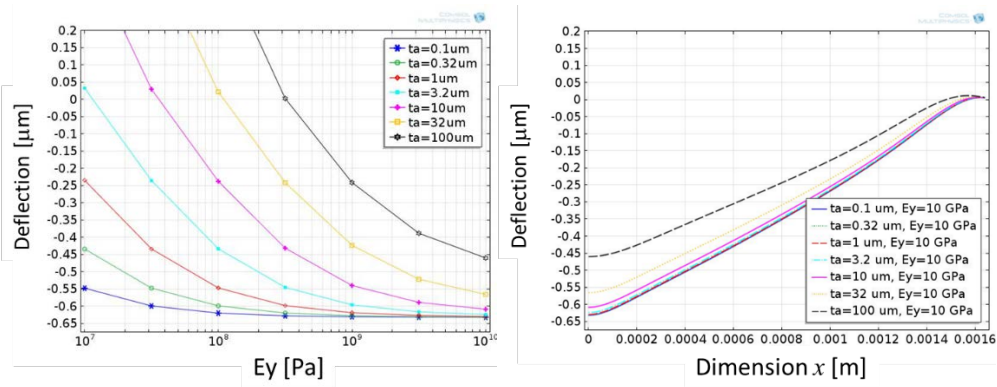 COMSOL
MULTIPHYSICS
0.2
0.15
0.1
0.05
0
-0.05
-0.1
-0.15
-0.2
-0.25
-0.3
-0.35
-0.4
-0.45
-0.5
-0.55
-0.6
-0.65
Deflection [μm]
ta=0.1um
ta=0.32um
ta=1um
ta=3.2um
ta=10um
ta=32um
ta=100um
10^7 10^8 10^9 10^10
Ey [Pa]
COMSOL
MULTIPHYSICS
0.2
0.15
0.1
0.05
0
-0.05
-0.1
-0.15
-0.2
-0.25
-0.3
-0.35
-0.4
-0.45
-0.5
-0.55
-0.6
-0.65
Deflection [μm]
ta=0.1 um, Ey=10 GPa
ta=0.32 um, Ey=10 GPa
ta=1 um, Ey=10 GPa
ta=3.2 um, Ey=10 GPa
ta=10 um, Ey=10 GPa
ta=32 um, Ey=10 GPa
ta=100 um, Ey=10 GPa
0 0.0002 0.0004 0.0006 0.0008 0.001 0.0012 0.0014 0.0016
Dimension x [m]